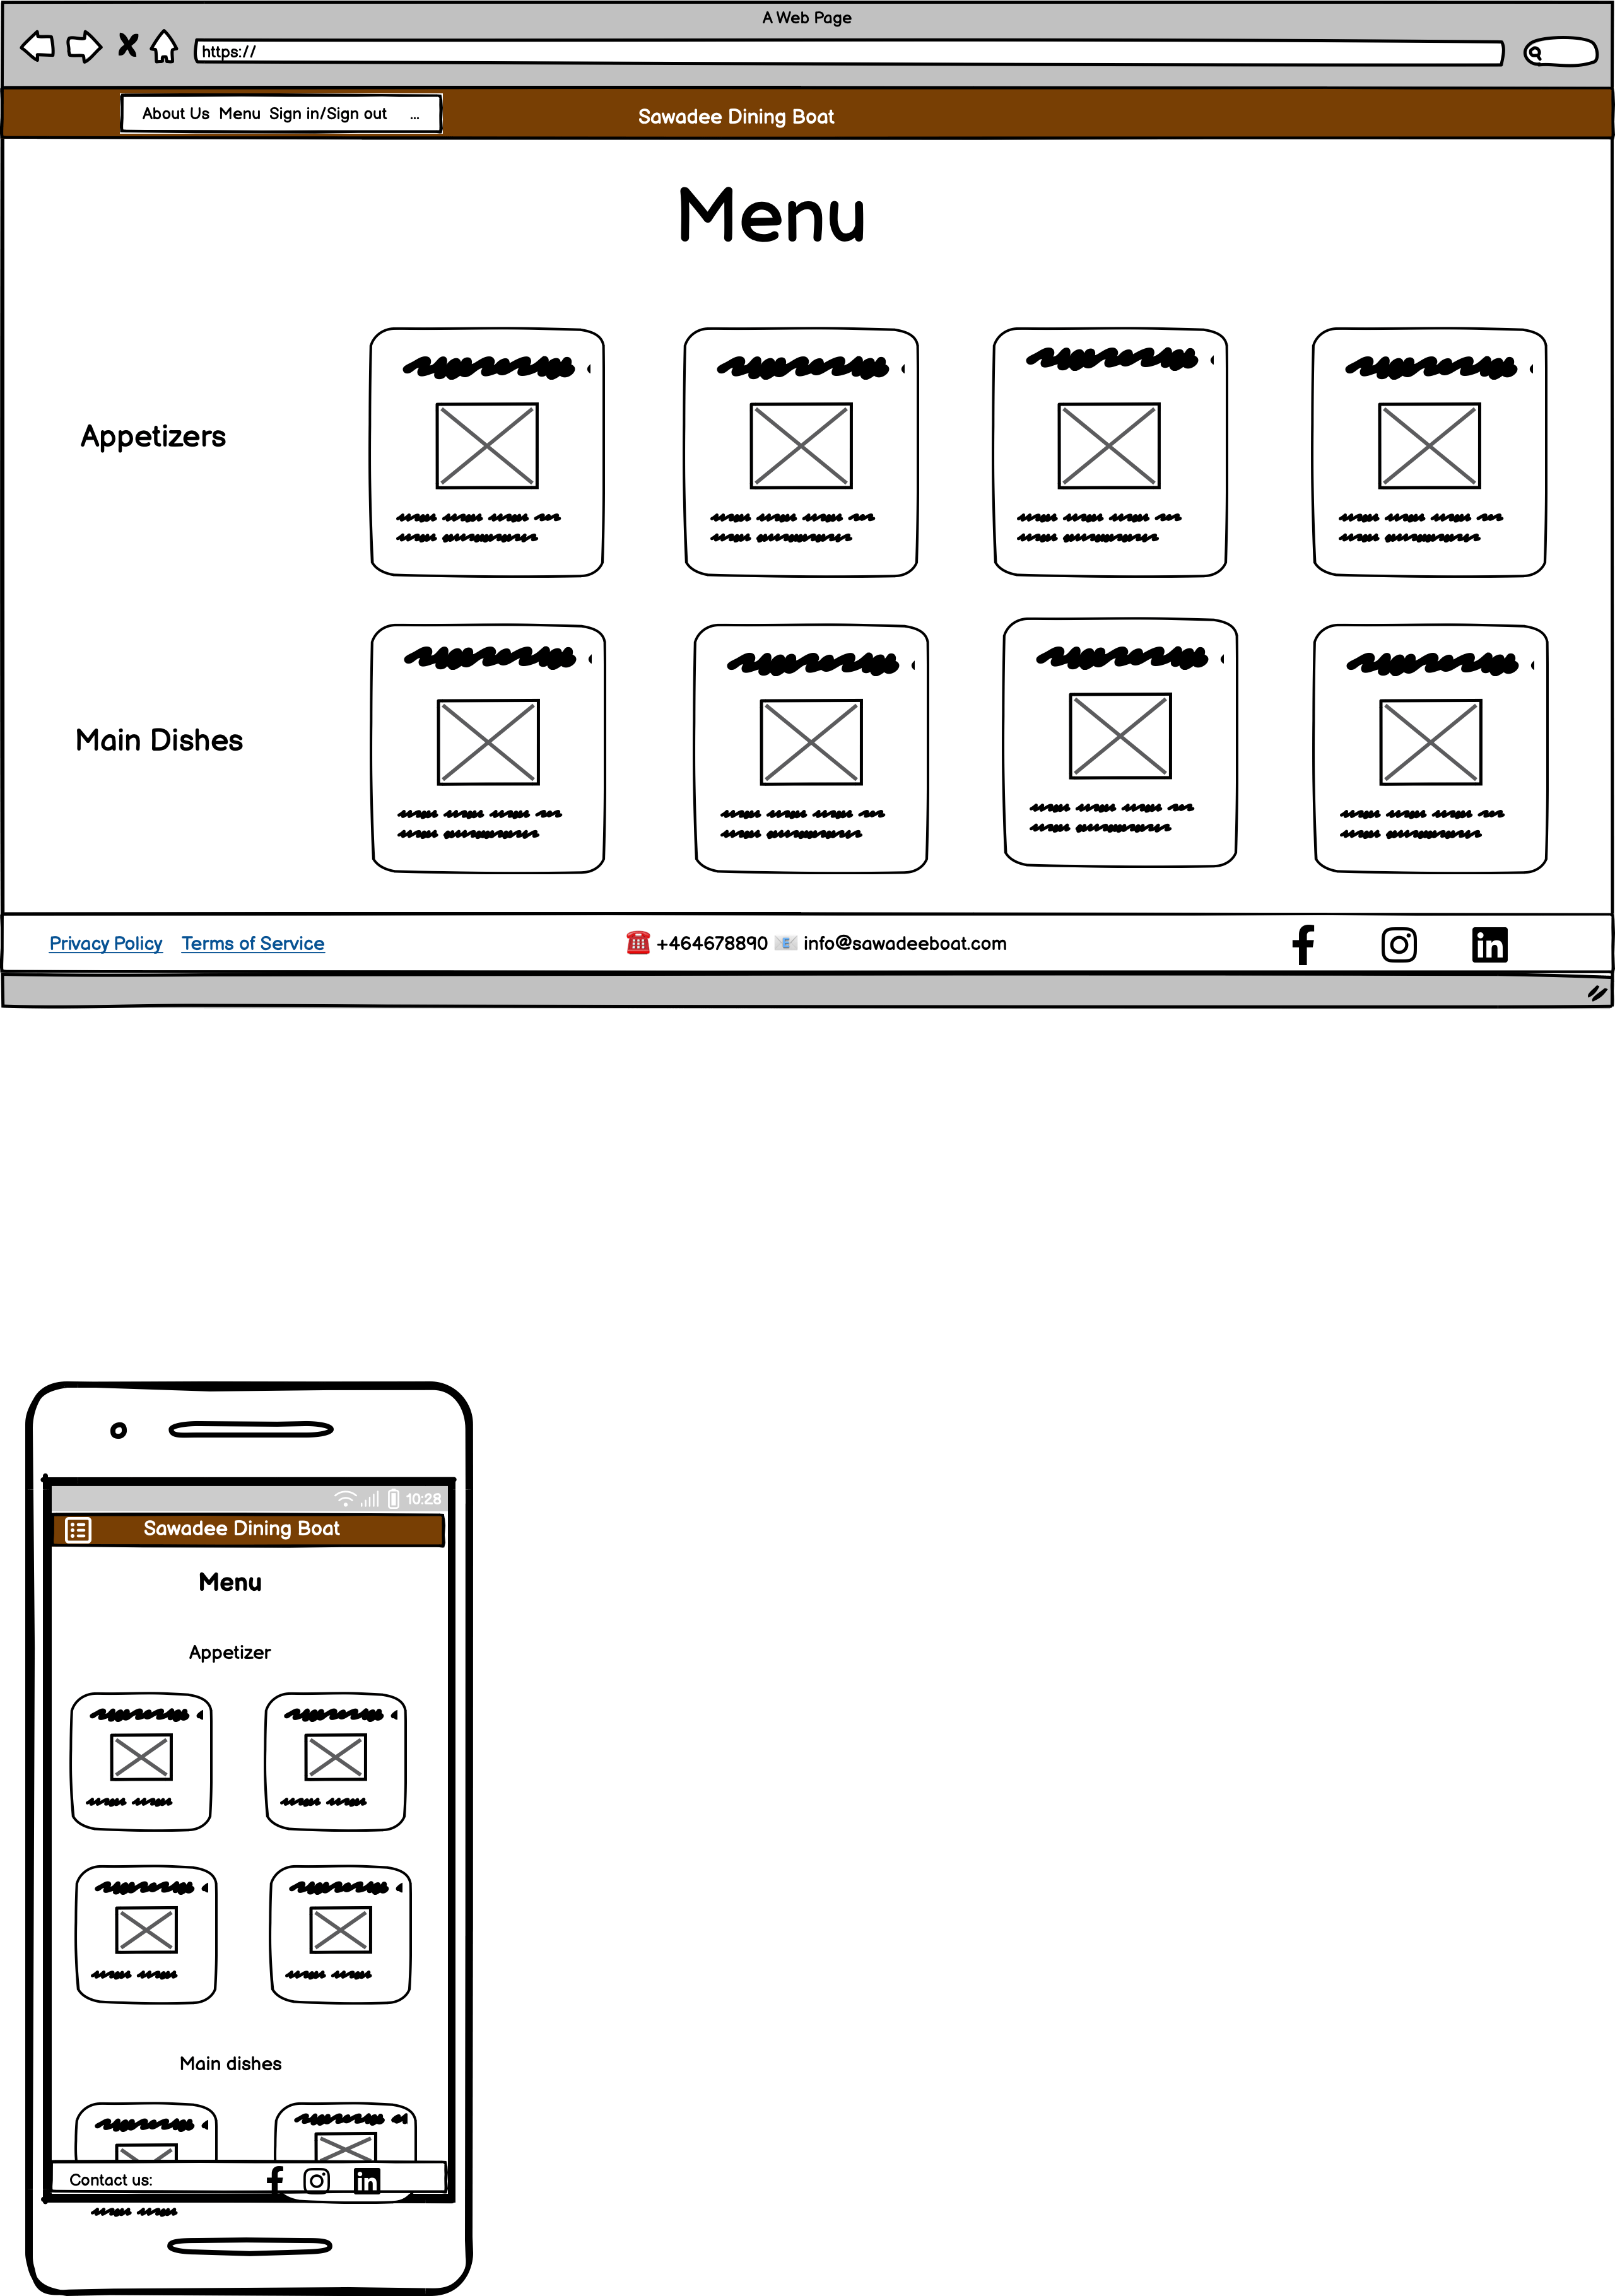 A Web Page
https://
About Us Menu Sign in/Sign out ...
Sawadee Dining Boat
Menu
Appetizers
Main Dishes
Privacy Policy Terms of Service
+464678890 info@sawadeeboat.com
10:28
Sawadee Dining Boat
Menu
Appetizer
Main dishes
Contact us: